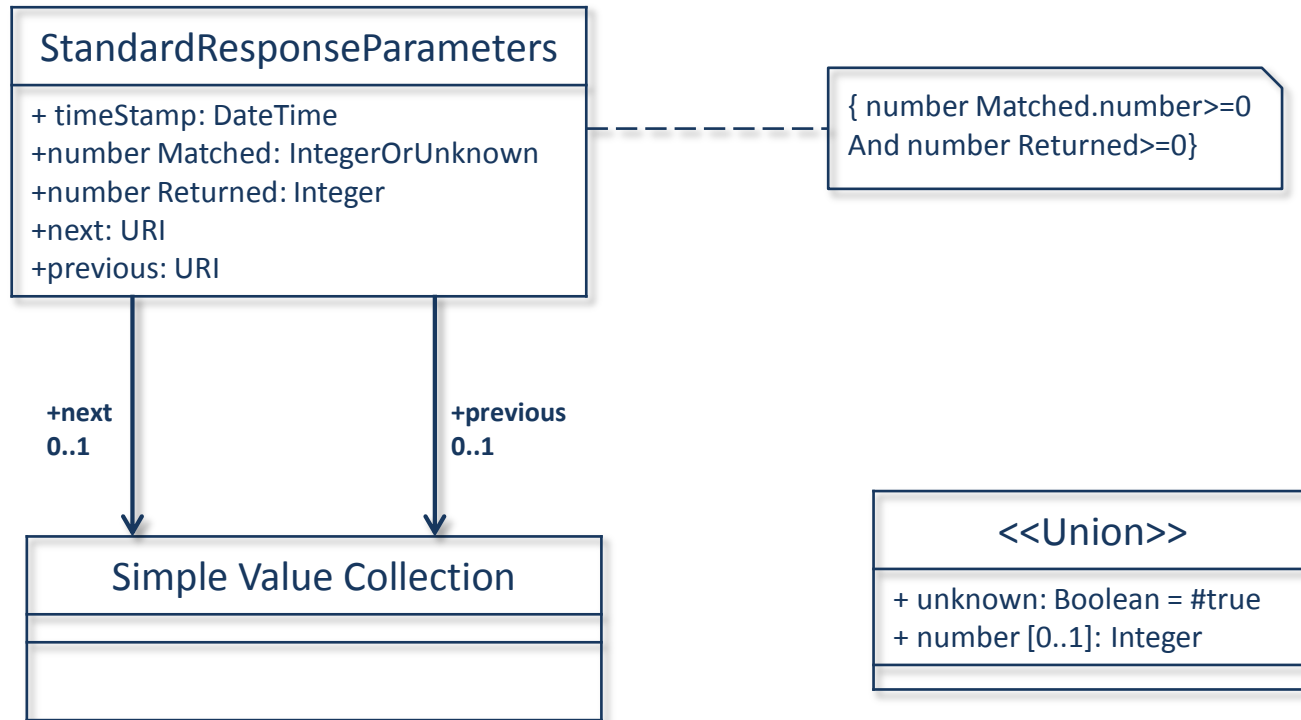 StandardResponseParameters
+ timeStamp: DateTime
+number Matched: IntegerOrUnknown
+number Returned: Integer
+next: URI
+previous: URI
{ number Matched.number>=0
And number Returned>=0}
+next
0..1
+previous
0..1
Simple Value Collection
<<Union>>
+ unknown: Boolean = #true
+ number [0..1]: Integer